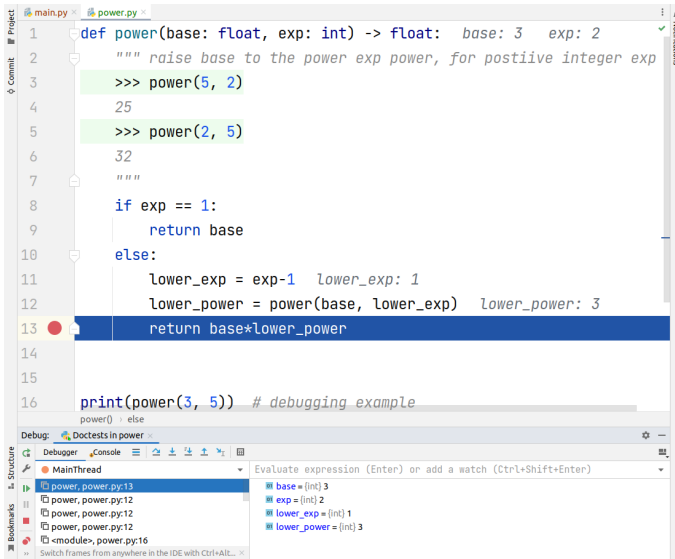 Project
Commit
Structure
Bookmarks
main.py × power.py ×
1 def power(base: float, exp: int) -> float: base: 3 exp: 2
2 """ raise base to the power exp power, for postiive integer exp
3 >>> power(5, 2)
4 25
5 >>> power(2, 5)
6 32
7 """
8 if exp == 1:
9 return base
10 else:
11 lower_exp = exp-1 lower_exp: 1
12 lower_power = power(base, lower_exp) lower_power: 3
13 return base*lower_power
14
15
16 print(power(3, 5)) # debugging example
power() › else
Debug: Doctests in power ×
Debugger Console
MainThread
Evaluate expression (Enter) or add a watch (Ctrl+Shift+Enter)
power, power.py:13
power, power.py:12
power, power.py:12
power, power.py:12
<module>, power.py:16
base = {int} 3
exp = {int} 2
lower_exp = {int} 1
lower_power = {int} 3
Switch frames from anywhere in the IDE with Ctrl+Alt... ×